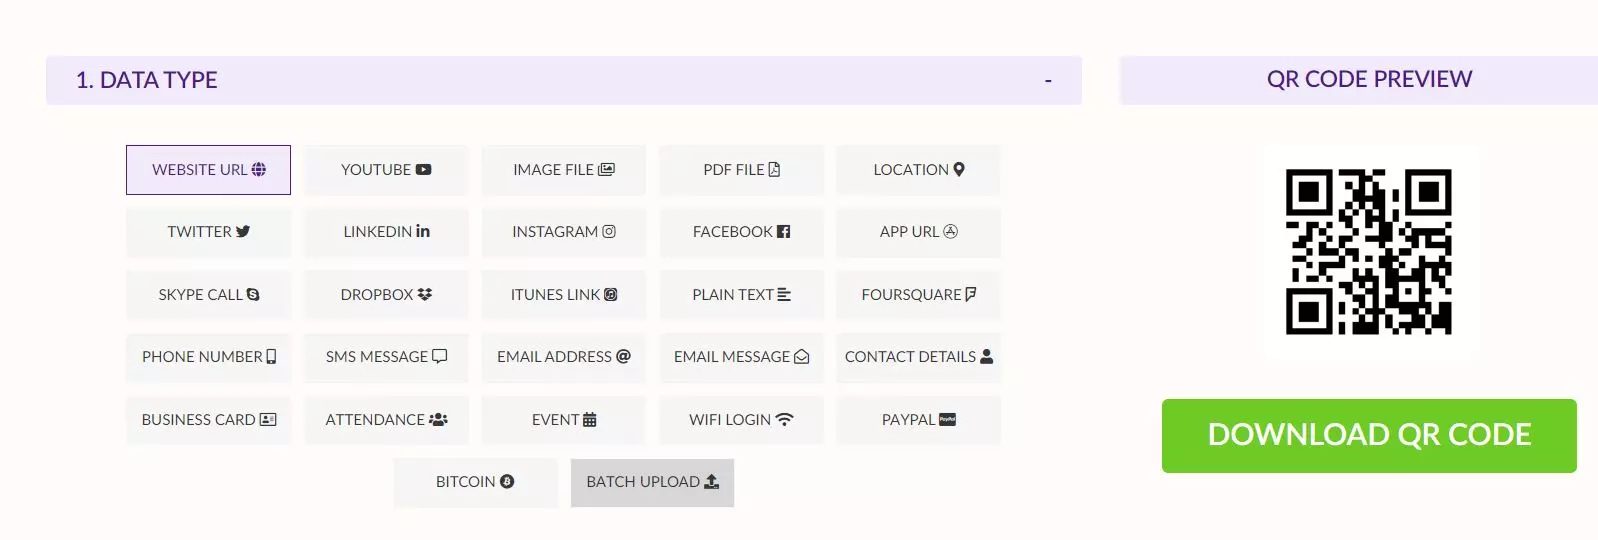 1. DATA TYPE -
QR CODE PREVIEW
WEBSITE URL
YOUTUBE
IMAGE FILE
PDF FILE
LOCATION
TWITTER
LINKEDIN
INSTAGRAM
FACEBOOK
APP URL
SKYPE CALL
DROPBOX
ITUNES LINK
PLAIN TEXT
FOURSQUARE
PHONE NUMBER
SMS MESSAGE
EMAIL ADDRESS
EMAIL MESSAGE
CONTACT DETAILS
BUSINESS CARD
ATTENDANCE
EVENT
WIFI LOGIN
PAYPAL
BITCOIN
BATCH UPLOAD
DOWNLOAD QR CODE